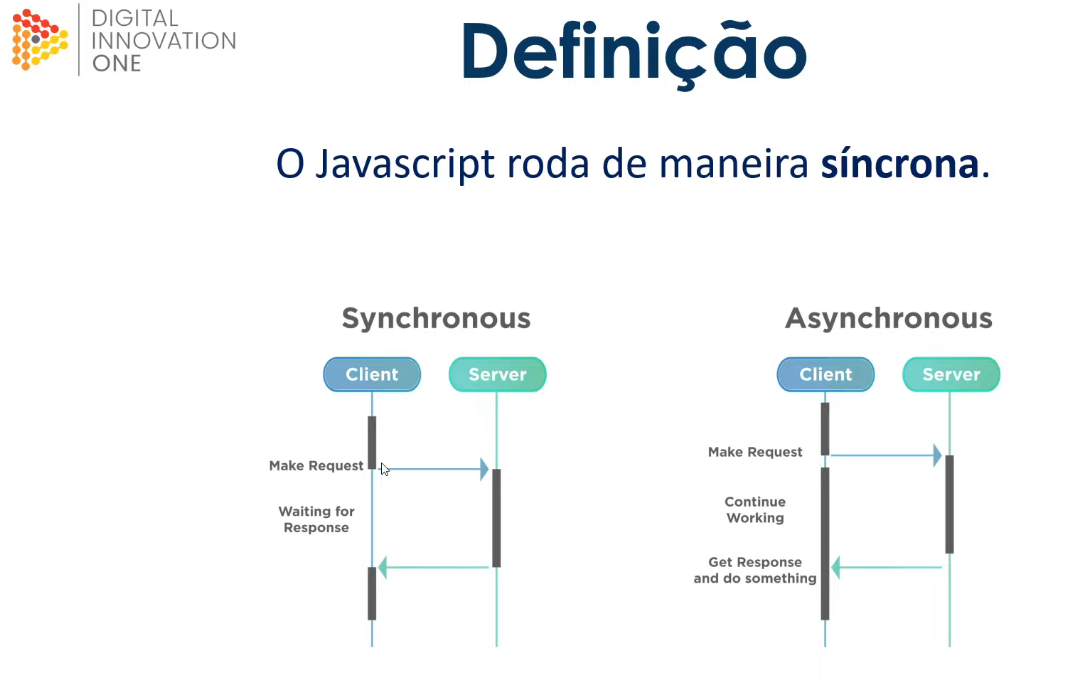 DIGITAL
INNOVATION
ONE
Definição
O Javascript roda de maneira síncrona.
Synchronous
Client
Server
Make Request
Waiting for
Response
Asynchronous
Client
Server
Make Request
Continue
Working
Get Response
and do something